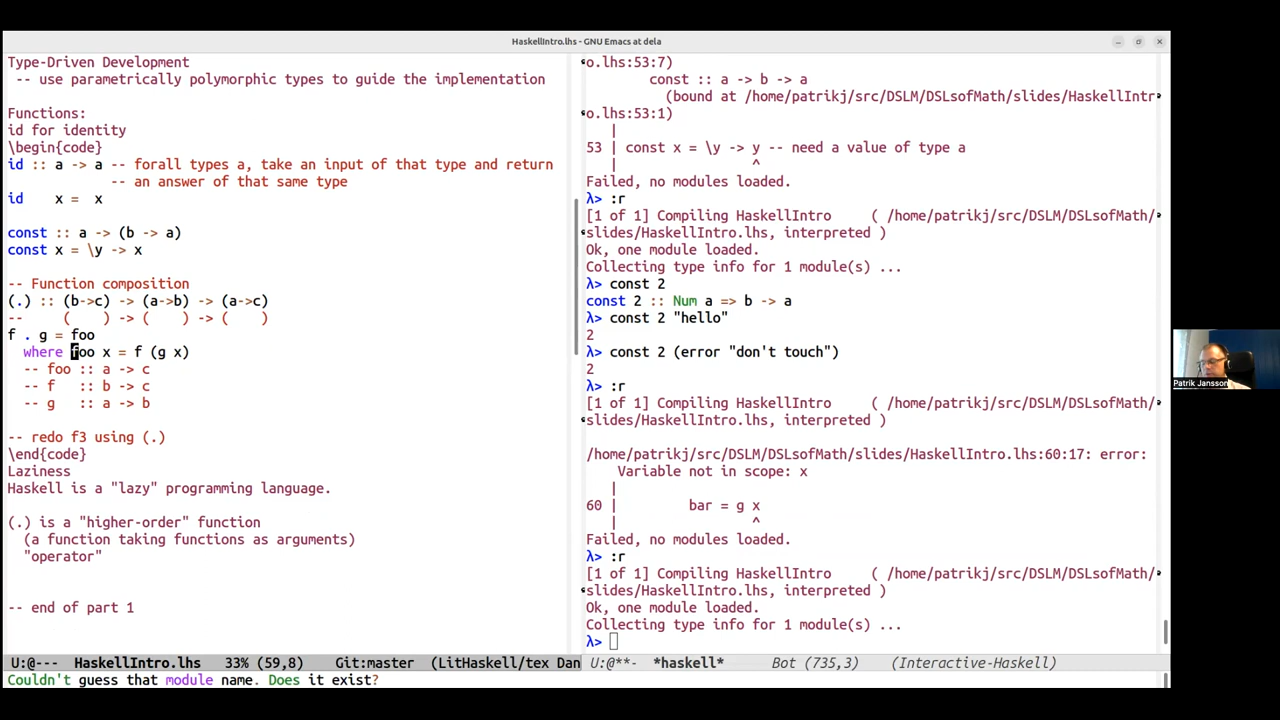 HaskellIntro.lhs - GNU Emacs at dela
Type-Driven Development
-- use parametrically polymorphic types to guide the implementation
Functions:
id for identity
\begin{code}
id :: a -> a -- forall types a, take an input of that type and return
-- an answer of that same type
id x = x
const :: a -> (b -> a)
const x = \y -> x
-- Function composition
(.) :: (b->c) -> (a->b) -> (a->c)
-- ( ) -> ( ) -> ( )
f . g = foo
where foo x = f (g x)
-- foo :: a -> c
-- f :: b -> c
-- g :: a -> b
-- redo f3 using (.)
\end{code}
Laziness
Haskell is a "lazy" programming language.
(.) is a "higher-order" function
(a function taking functions as arguments)
"operator"
-- end of part 1
U:@--- HaskellIntro.lhs 33% (59,8) Git:master (LitHaskell/tex Dan
Couldn't guess that module name. Does it exist?
o.lhs:53:7)
const :: a -> b -> a
(bound at /home/patrikj/src/DSLM/DSLsofMath/slides/HaskellIntr
o.lhs:53:1)
|
53 | const x = \y -> y -- need a value of type a
| ^
Failed, no modules loaded.
λ> :r
[1 of 1] Compiling HaskellIntro ( /home/patrikj/src/DSLM/DSLsofMath/
slides/HaskellIntro.lhs, interpreted )
Ok, one module loaded.
Collecting type info for 1 module(s) ...
λ> const 2
const 2 :: Num a => b -> a
λ> const 2 "hello"
2
λ> const 2 (error "don't touch")
2
λ> :r
[1 of 1] Compiling HaskellIntro ( /home/patrikj/src/DSLM/DSLsofMath/
slides/HaskellIntro.lhs, interpreted )
/home/patrikj/src/DSLM/DSLsofMath/slides/HaskellIntro.lhs:60:17: error:
Variable not in scope: x
|
60 | bar = g x
| ^
Failed, no modules loaded.
λ> :r
[1 of 1] Compiling HaskellIntro ( /home/patrikj/src/DSLM/DSLsofMath/
slides/HaskellIntro.lhs, interpreted )
Ok, one module loaded.
Collecting type info for 1 module(s) ...
λ>
U:@**- *haskell* Bot (735,3) (Interactive-Haskell)
Patrik Jansson